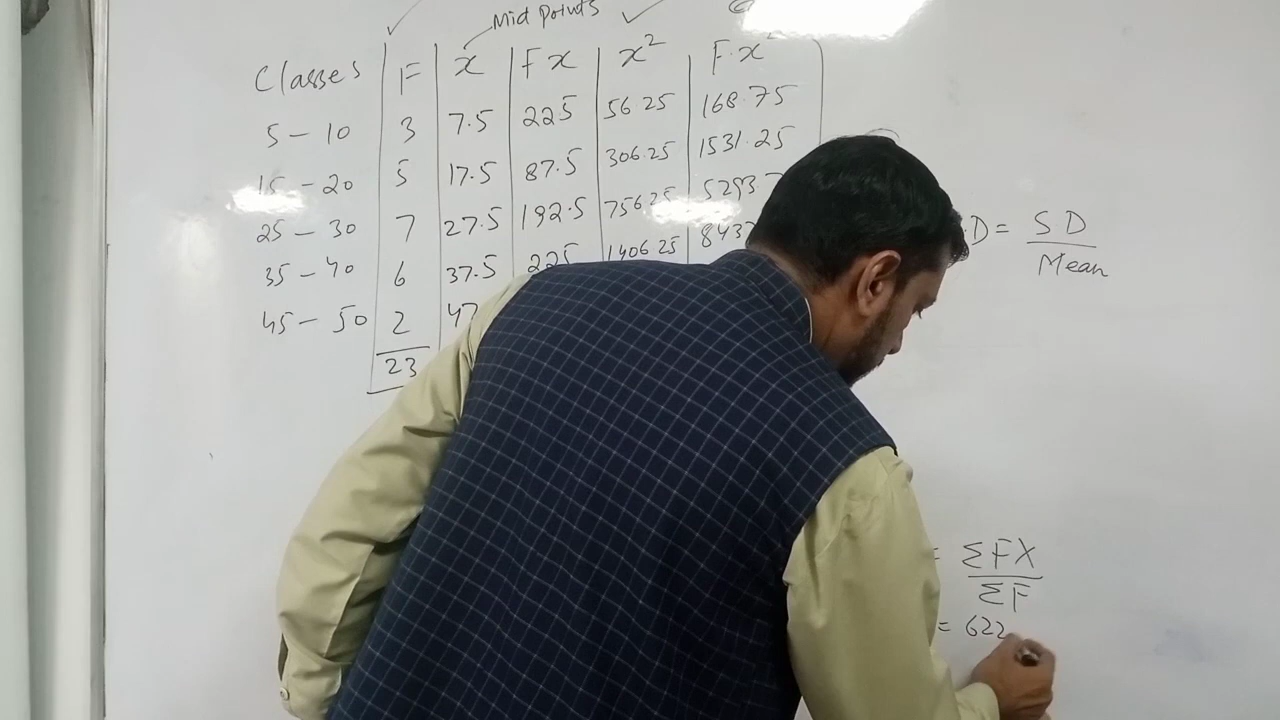 Mid Points
Classes F x Fx x² F.x²
5 – 10 3 7.5 225 56.25 168.75
15 – 20 5 17.5 87.5 306.25 1531.25
25 – 30 7 27.5 192.5 756.25 5293
35 – 40 6 37.5 225 1406.25 8437
45 – 50 2 47
23
D = SD
Mean
= ΣFX
ΣF
= 622